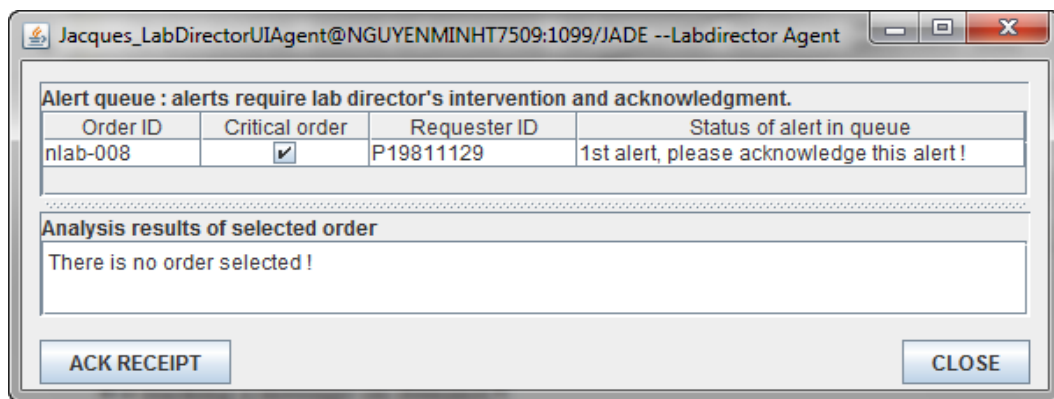 Jacques_LabDirectorUIAgent@NGUYENMINHT7509:1099/JADE --Labdirector Agent
Alert queue : alerts require lab director's intervention and acknowledgment.
Order ID Critical order Requester ID Status of alert in queue
nlab-008 P19811129 1st alert, please acknowledge this alert !
Analysis results of selected order
There is no order selected !
ACK RECEIPT CLOSE